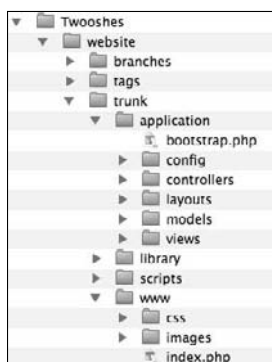 Twooshes
website
branches
tags
trunk
application
bootstrap.php
config
controllers
layouts
models
views
library
scripts
www
css
images
index.php